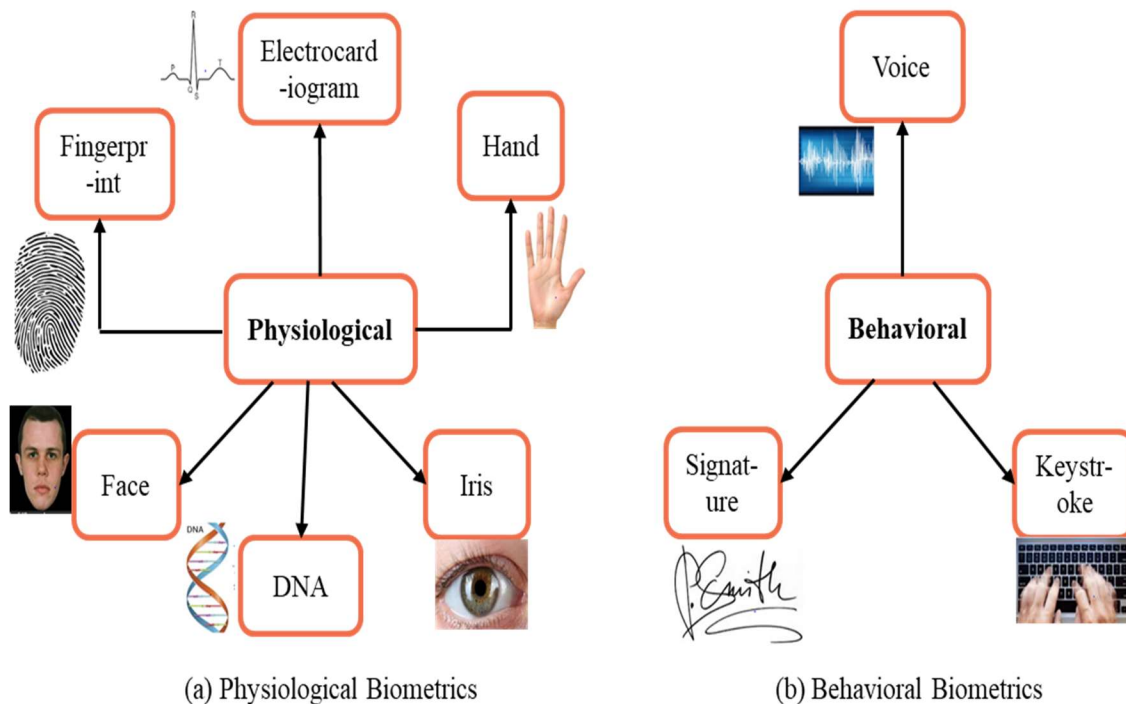 R
P
T
Q
S
Electrocard
-iogram
Fingerpr
-int
Hand
Physiological
Face
Iris
DNA
DNA
Voice
Behavioral
Signat-
ure
Keystr-
oke
P.Smith
(a) Physiological Biometrics
(b) Behavioral Biometrics